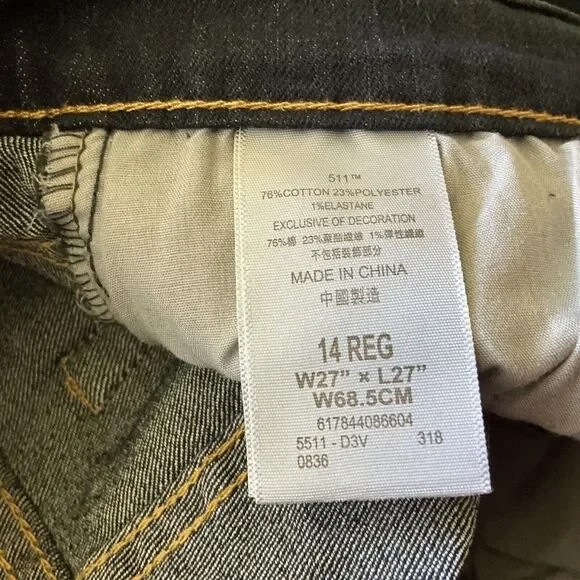 511™
76%COTTON 23%POLYESTER
1%ELASTANE
EXCLUSIVE OF DECORATION
76%棉 23%聚酯纖維 1%彈性纖維
不包括裝飾部分
MADE IN CHINA
中國製造
14 REG
W27” × L27”
W68.5CM
617844086604
5511 - D3V 318
0836